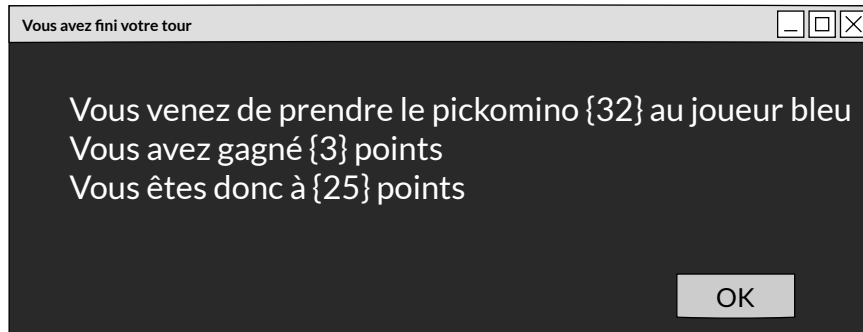 Vous avez fini votre tour
Vous venez de prendre le pickomino {32} au joueur bleu
Vous avez gagné {3} points
Vous êtes donc à {25} points
OK